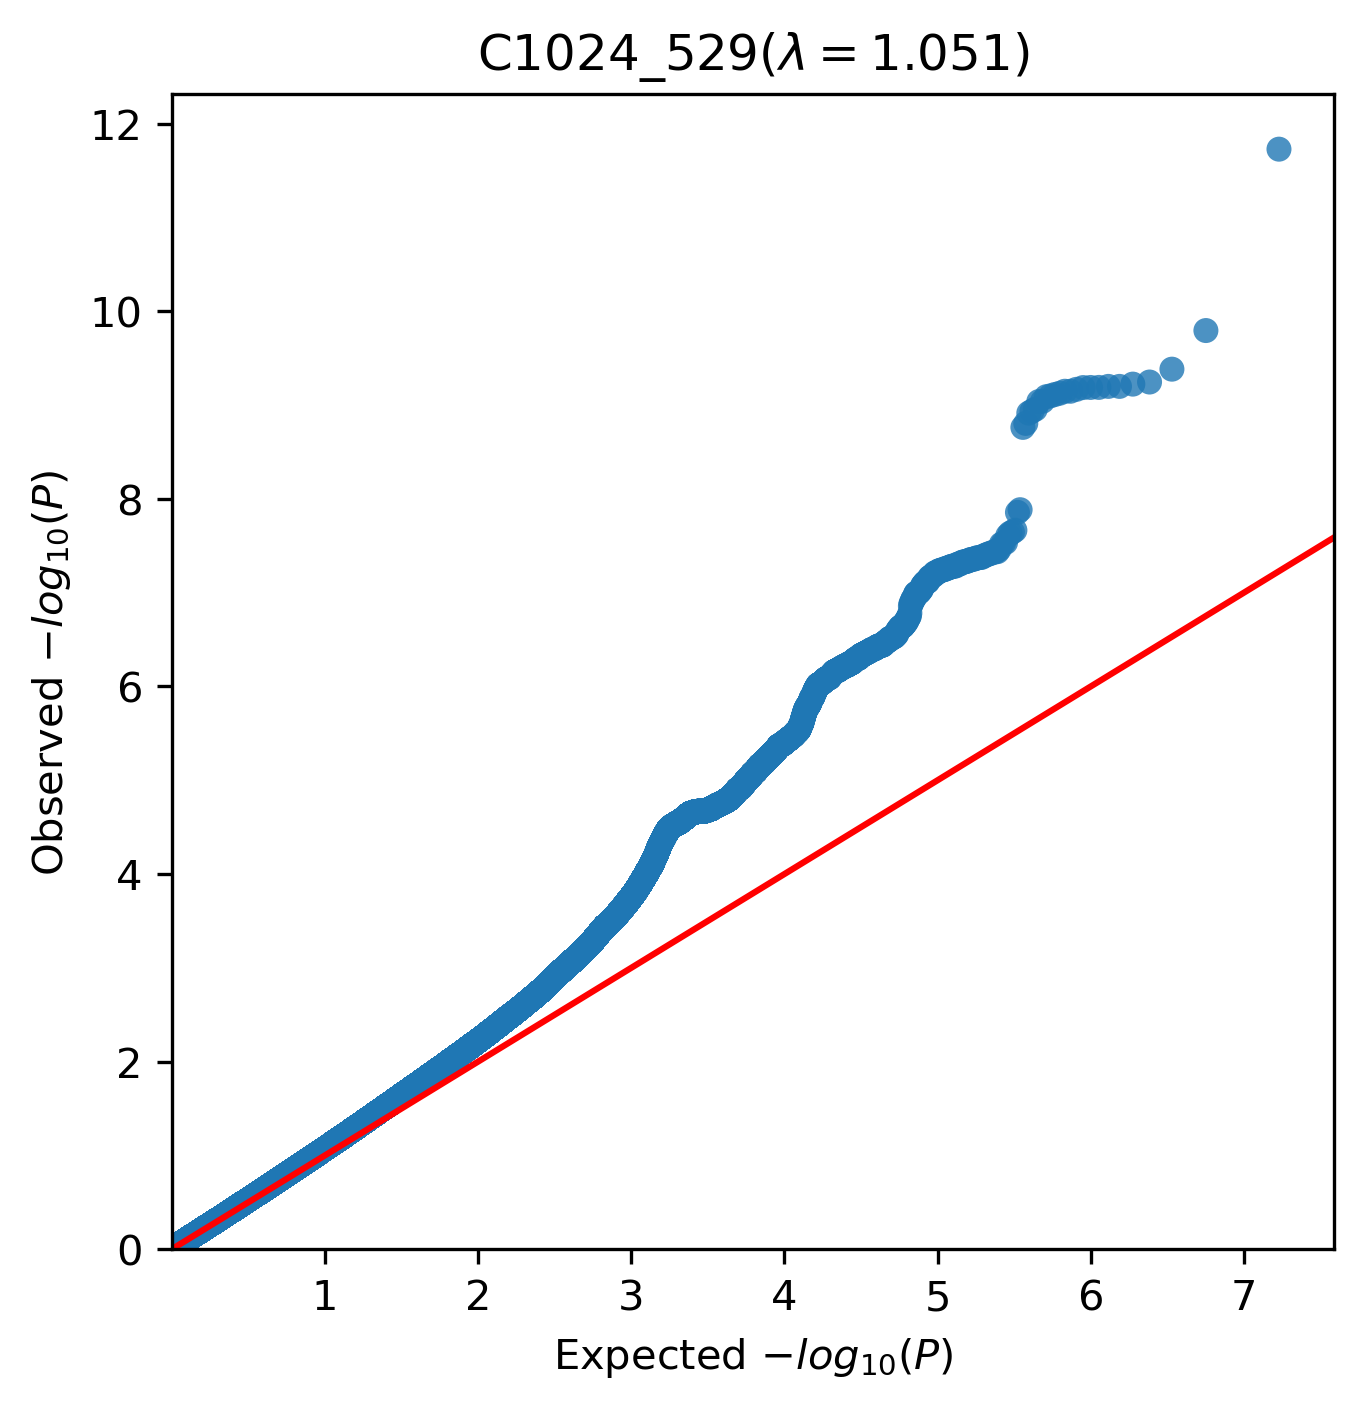 C1024_529(λ = 1.051)
12
10
8
6
4
2
0
Observed −log₁₀(P)
1 2 3 4 5 6 7
Expected −log₁₀(P)